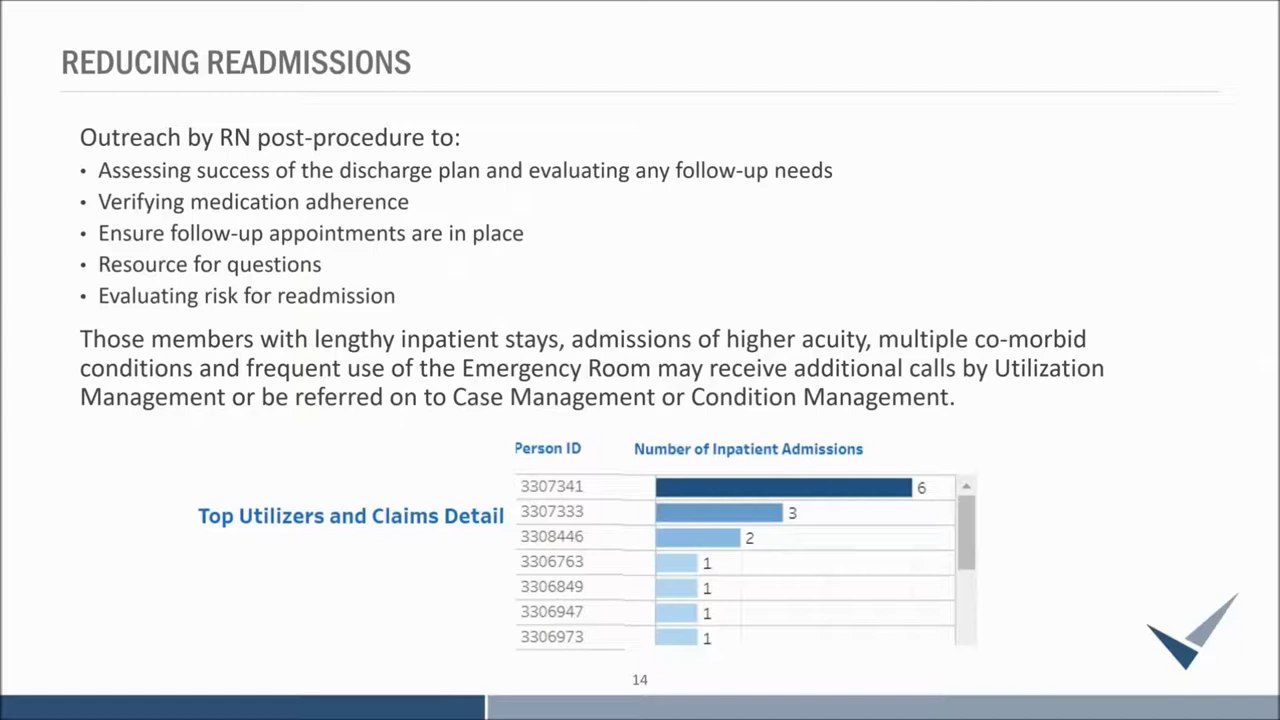 REDUCING READMISSIONS
Outreach by RN post-procedure to:
• Assessing success of the discharge plan and evaluating any follow-up needs
• Verifying medication adherence
• Ensure follow-up appointments are in place
• Resource for questions
• Evaluating risk for readmission
Those members with lengthy inpatient stays, admissions of higher acuity, multiple co-morbid
conditions and frequent use of the Emergency Room may receive additional calls by Utilization
Management or be referred on to Case Management or Condition Management.
Person ID Number of Inpatient Admissions
Top Utilizers and Claims Detail
3307341 6
3307333 3
3308446 2
3306763 1
3306849 1
3306947 1
3306973 1
14